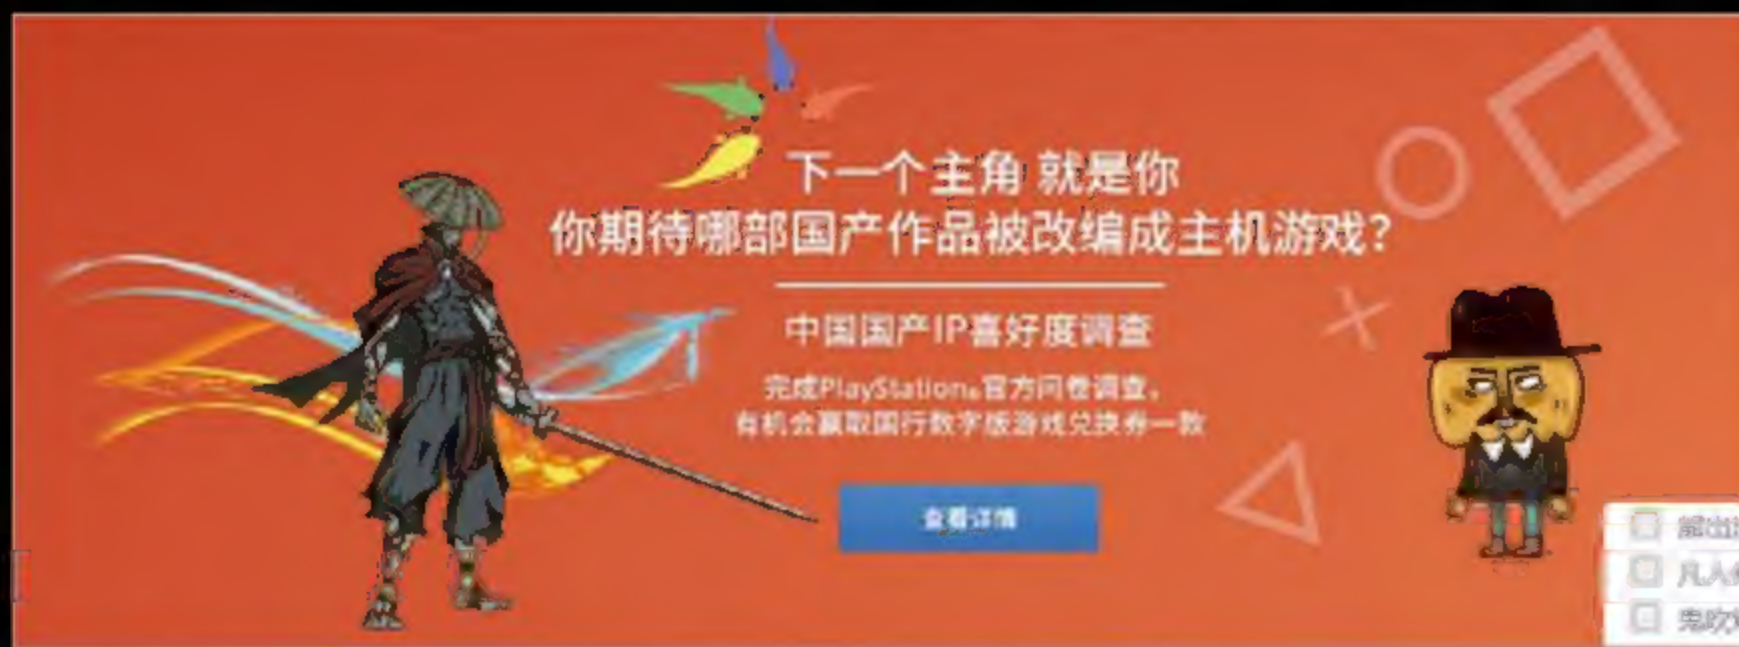 下一个主角 就是你
你期待哪部国产作品被改编成主机游戏?
中国国产IP喜好度调查
完成PlayStation®官方问卷调查，
有机会赢取国行数字版游戏兑换券一款
查看详情
凡人
鬼吹